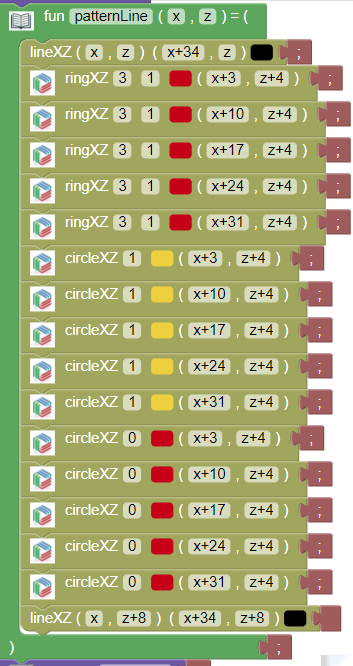 fun patternLine ( x , z ) = (
lineXZ ( x , z ) ( x+34 , z ) ;
ringXZ 3 1 ( x+3 , z+4 ) ;
ringXZ 3 1 ( x+10 , z+4 ) ;
ringXZ 3 1 ( x+17 , z+4 ) ;
ringXZ 3 1 ( x+24 , z+4 ) ;
ringXZ 3 1 ( x+31 , z+4 ) ;
circleXZ 1 ( x+3 , z+4 ) ;
circleXZ 1 ( x+10 , z+4 ) ;
circleXZ 1 ( x+17 , z+4 ) ;
circleXZ 1 ( x+24 , z+4 ) ;
circleXZ 1 ( x+31 , z+4 ) ;
circleXZ 0 ( x+3 , z+4 ) ;
circleXZ 0 ( x+10 , z+4 ) ;
circleXZ 0 ( x+17 , z+4 ) ;
circleXZ 0 ( x+24 , z+4 ) ;
circleXZ 0 ( x+31 , z+4 ) ;
lineXZ ( x , z+8 ) ( x+34 , z+8 ) ;
) ;